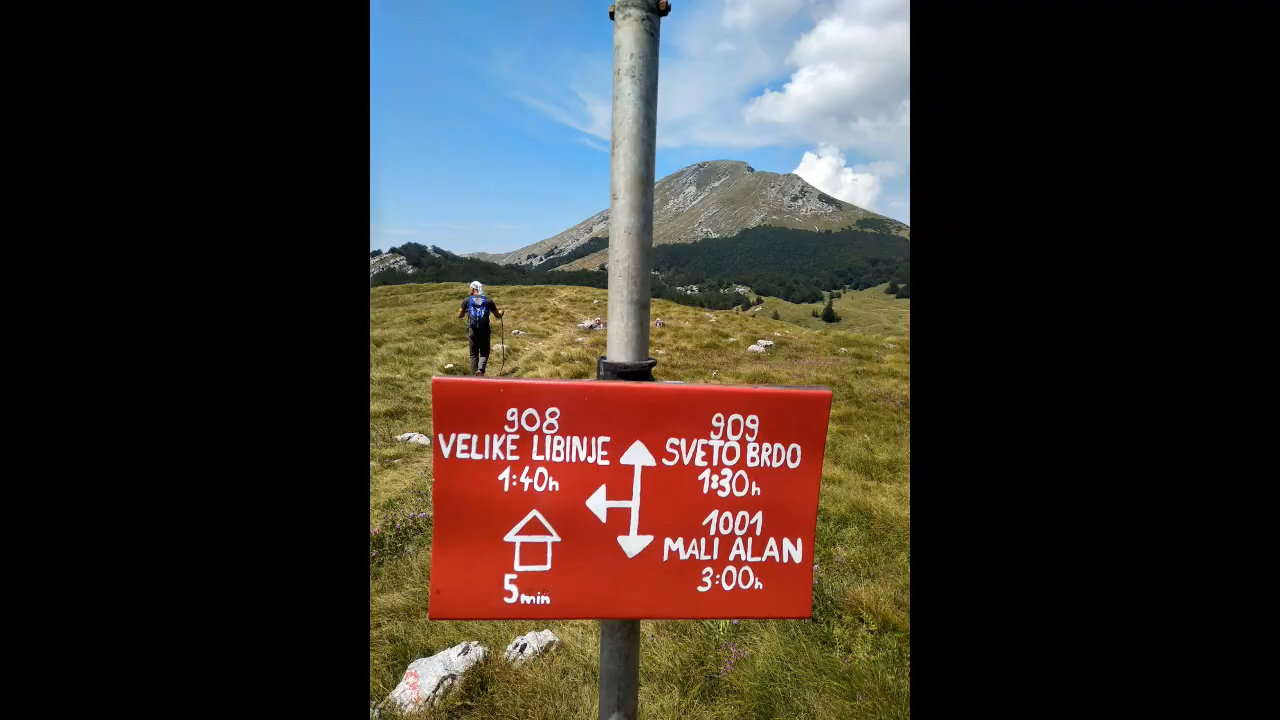 908
VELIKE LIBINJE
1:40h
5min
909
SVETO BRDO
1:30h
1001
MALI ALAN
3:00h